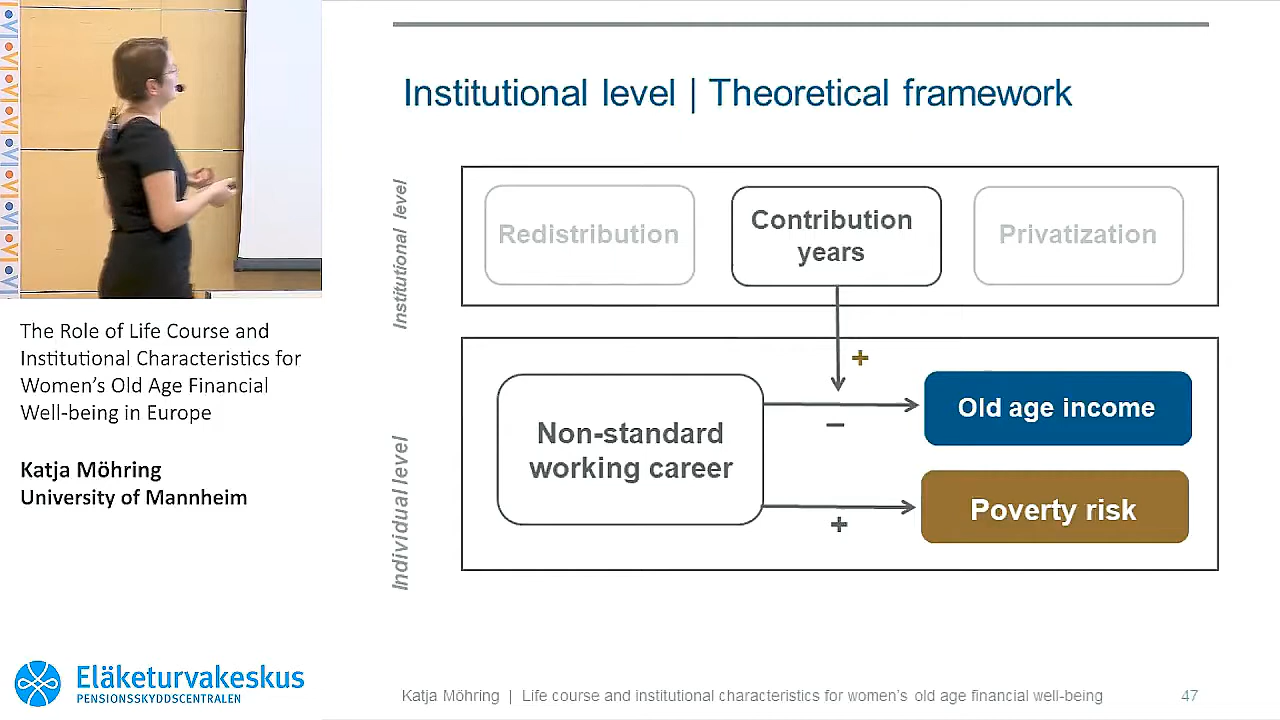 Institutional level | Theoretical framework
Institutional level
Redistribution
Contribution
years
Privatization
+
Individual level
Non-standard
working career
−
Old age income
+
Poverty risk
The Role of Life Course and
Institutional Characteristics for
Women's Old Age Financial
Well-being in Europe
Katja Möhring
University of Mannheim
Eläketurvakeskus
PENSIONSSKYDDSCENTRALEN
Katja Möhring | Life course and institutional characteristics for women's old age financial well-being 47